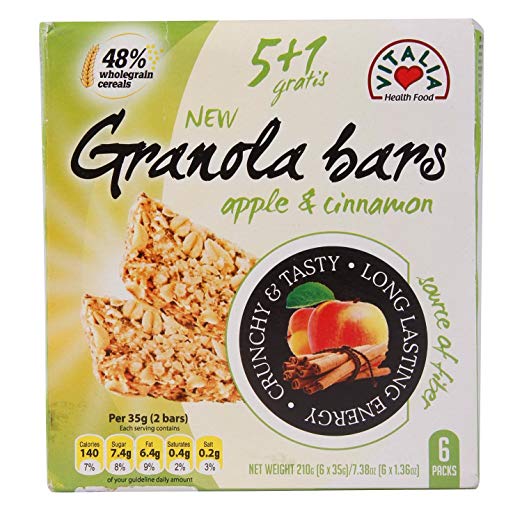 48%
wholegrain
cereals
5+1
gratis
VITALIA
Health Food
NEW
Granola bars
apple & cinnamon
CRUNCHY & TASTY • LONG LASTING ENERGY •
source of fiber
Per 35g (2 bars)
Each serving contains
Calories Sugar Fat Saturates Salt
140 7.4g 6.4g 0.4g 0.2g
7% 8% 9% 2% 3%
of your guideline daily amount
NET WEIGHT 210G (6 x 35G)/7.38OZ (6 x 1.36OZ)
6
PACKS